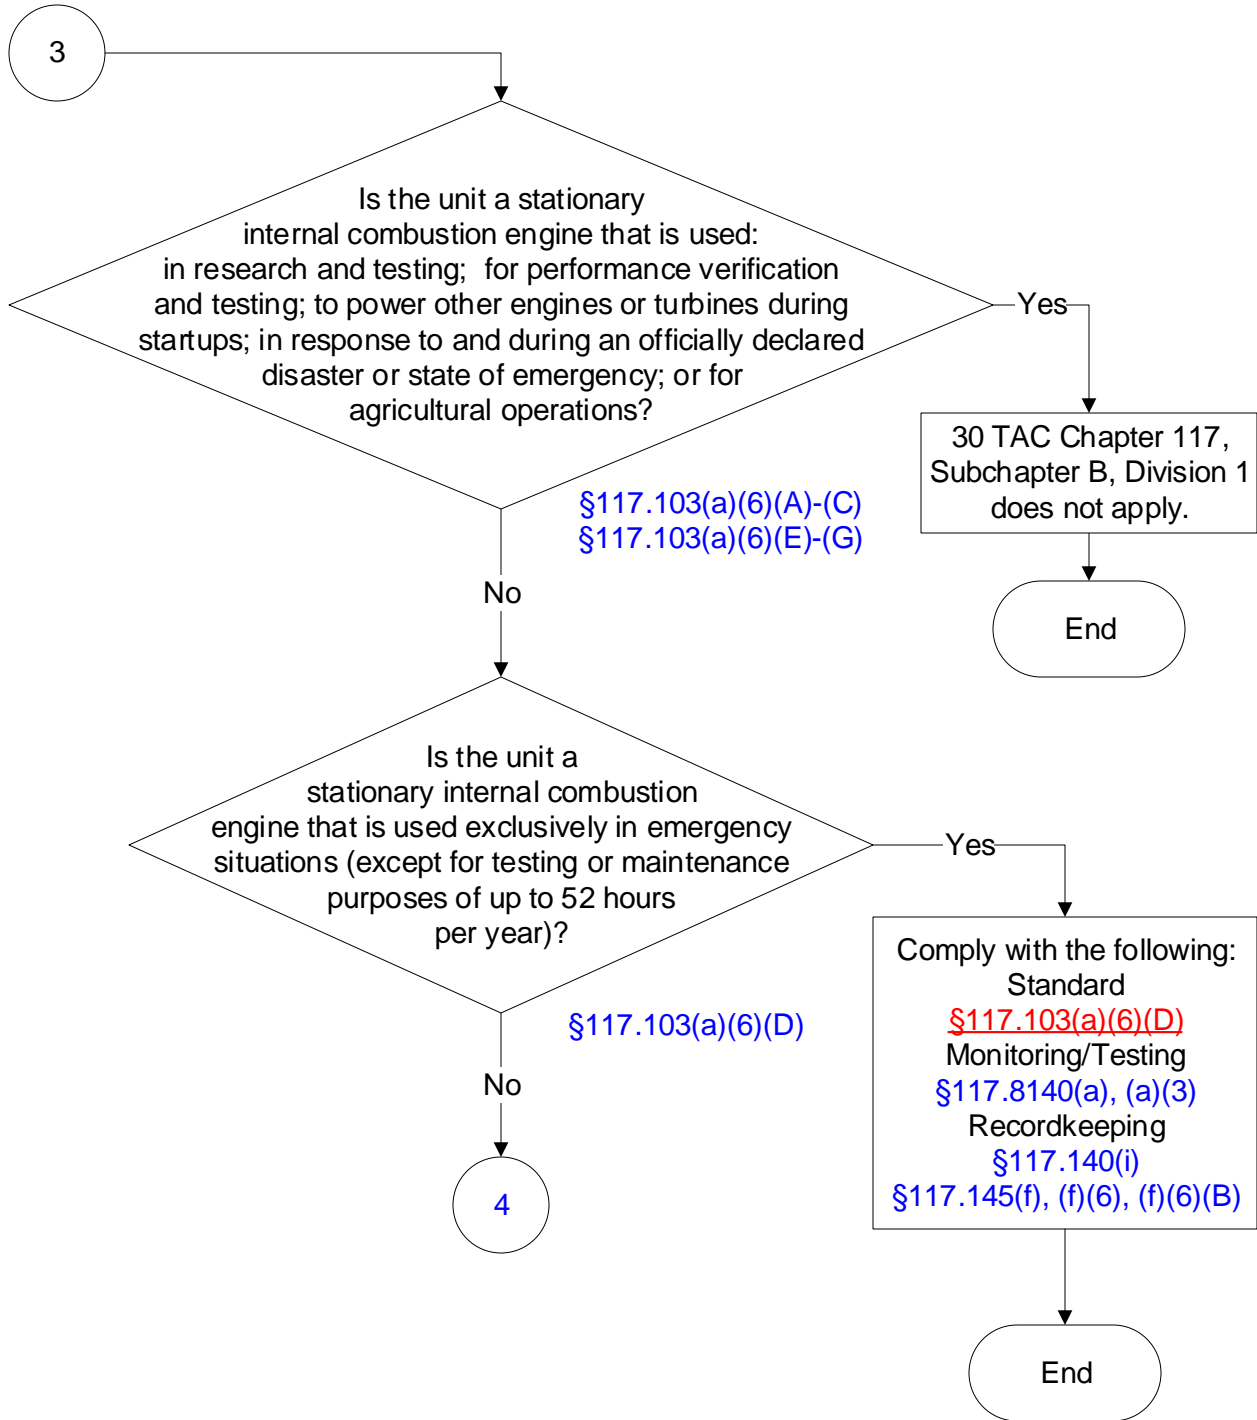 3
Is the unit a stationary
internal combustion engine that is used:
in research and testing; for performance verification
and testing; to power other engines or turbines during
startups; in response to and during an officially declared
disaster or state of emergency; or for
agricultural operations?
Yes
30 TAC Chapter 117,
Subchapter B, Division 1
does not apply.
End
§117.103(a)(6)(A)-(C)
§117.103(a)(6)(E)-(G)
No
Is the unit a
stationary internal combustion
engine that is used exclusively in emergency
situations (except for testing or maintenance
purposes of up to 52 hours
per year)?
Yes
Comply with the following:
Standard
§117.103(a)(6)(D)
Monitoring/Testing
§117.8140(a), (a)(3)
Recordkeeping
§117.140(i)
§117.145(f), (f)(6), (f)(6)(B)
End
§117.103(a)(6)(D)
No
4